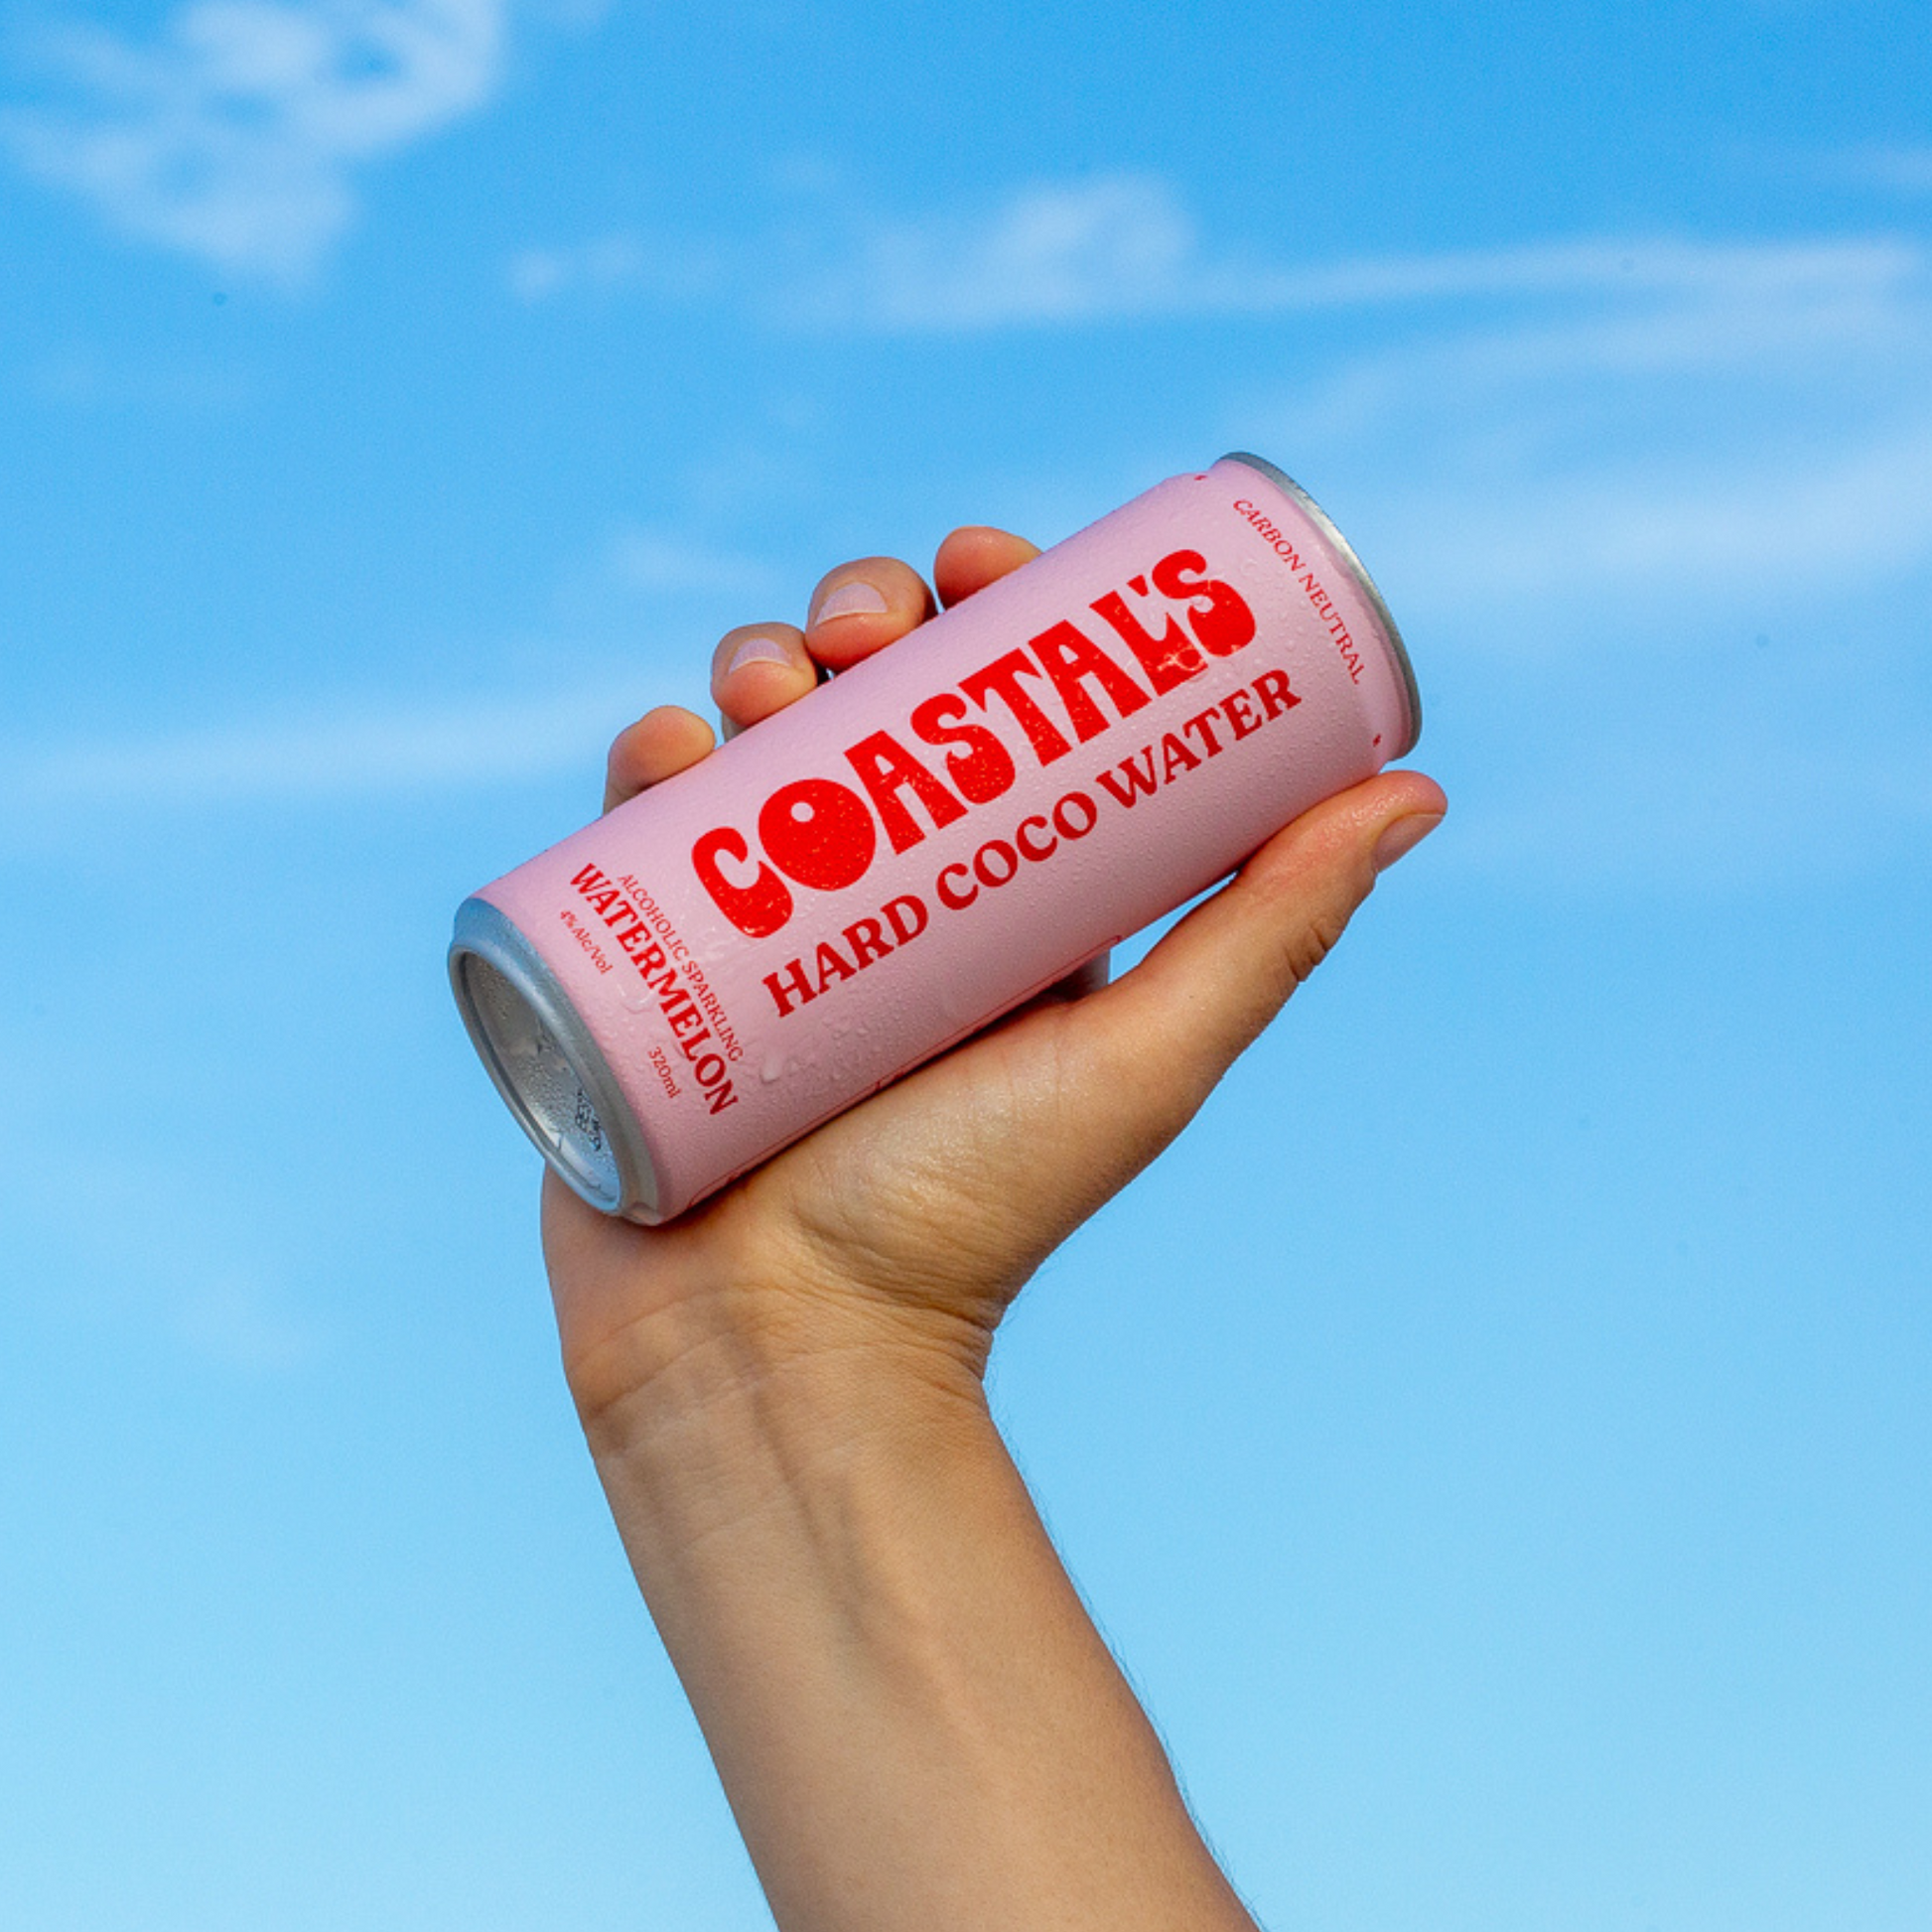 CARBON NEUTRAL
COASTAL'S
HARD COCO WATER
ALCOHOLIC SPARKLING
WATERMELON
4% Alc/Vol
320ml